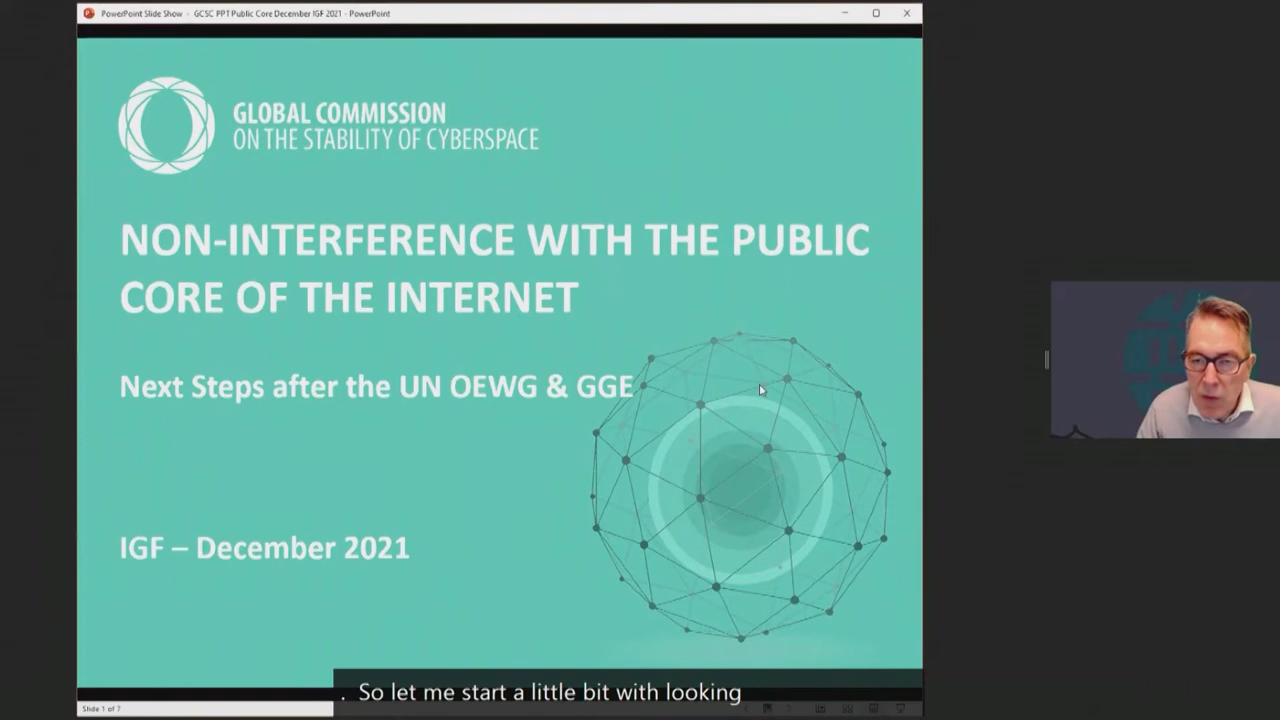 PowerPoint Slide Show - GCSC PPT Public Core December IGF 2021 - PowerPoint
GLOBAL COMMISSION
ON THE STABILITY OF CYBERSPACE
NON-INTERFERENCE WITH THE PUBLIC
CORE OF THE INTERNET
Next Steps after the UN OEWG & GGE
IGF – December 2021
. So let me start a little bit with looking
Slide 1 of 7